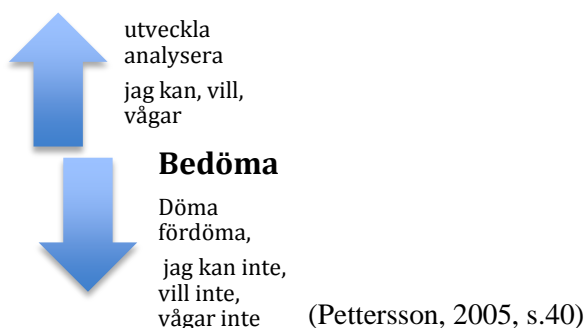 utveckla
analysera
jag kan, vill,
vågar
Bedöma
Döma
fördöma,
jag kan inte,
vill inte,
vågar inte (Pettersson, 2005, s.40)